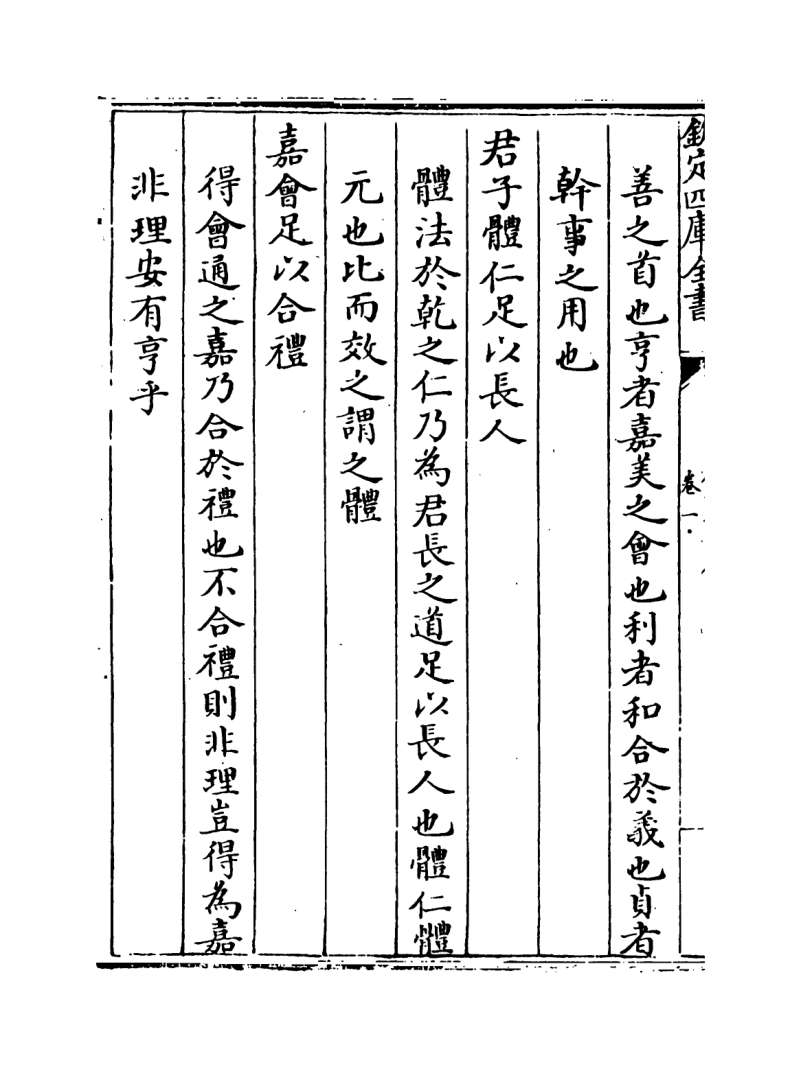 欽定四庫全書
卷一
善之首也亨者嘉美之會也利者和合於義也貞者
幹事之用也
君子體仁足以長人
體法於乾之仁乃為君長之道足以長人也體仁體
元也比而效之謂之體
嘉會足以合禮
得會通之嘉乃合於禮也不合禮則非理豈得為嘉
非理安有亨乎